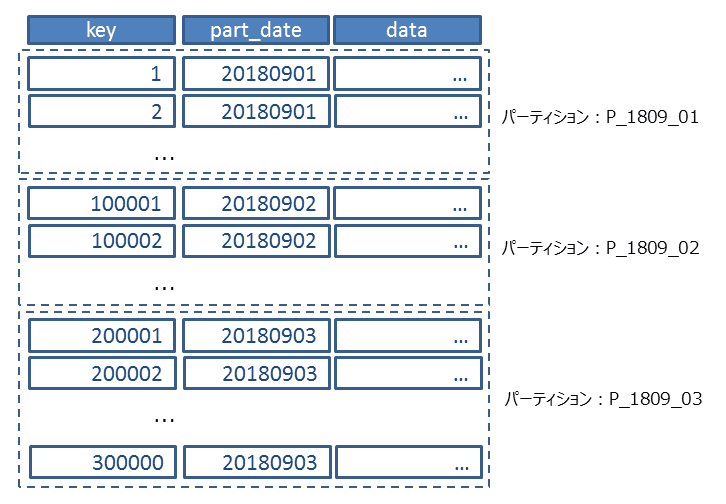 key part_date data
1 20180901 ...
2 20180901 ...
...
パーティション：P_1809_01
100001 20180902 ...
100002 20180902 ...
...
パーティション：P_1809_02
200001 20180903 ...
200002 20180903 ...
...
300000 20180903 ...
パーティション：P_1809_03